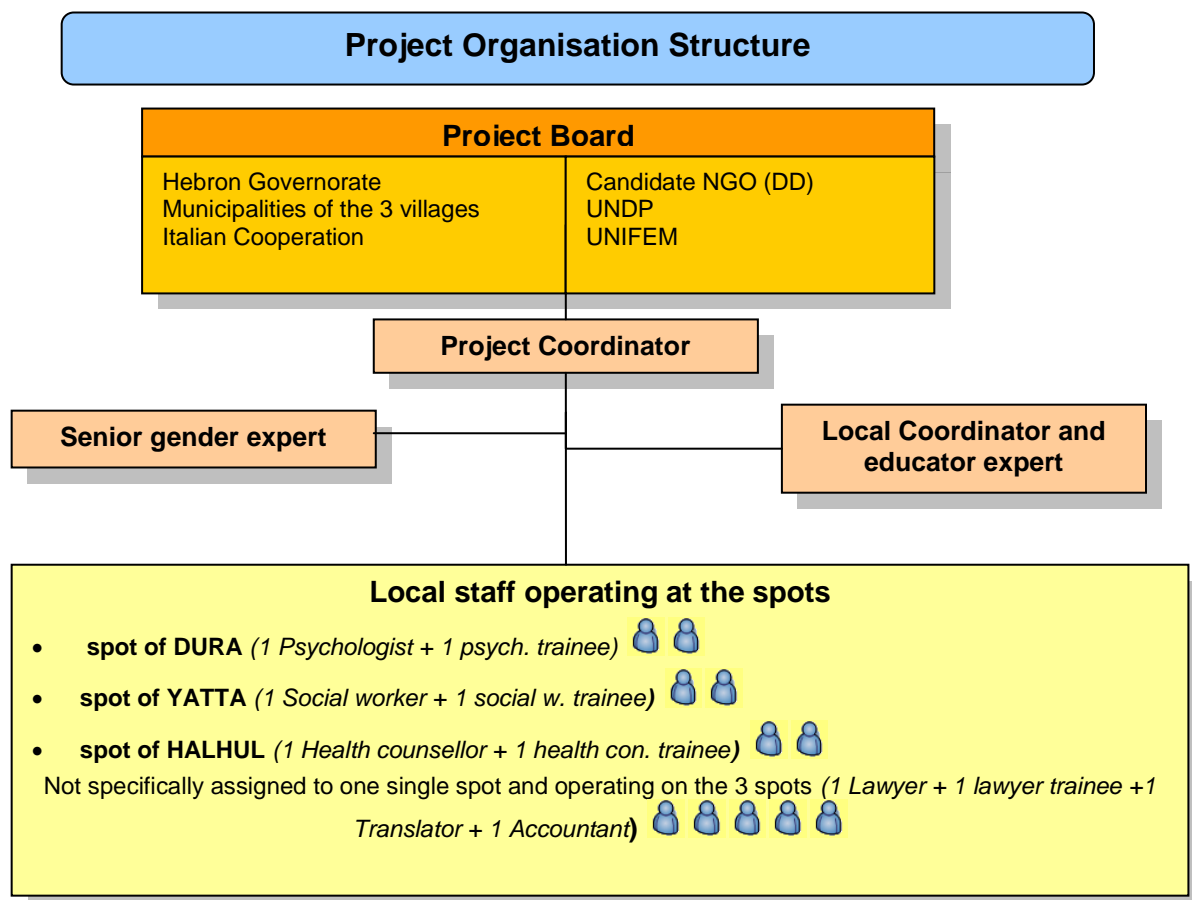 Project Organisation Structure
Project Board
Hebron Governorate
Municipalities of the 3 villages
Italian Cooperation
Candidate NGO (DD)
UNDP
UNIFEM
Project Coordinator
Senior gender expert
Local Coordinator and
educator expert
Local staff operating at the spots
• spot of DURA (1 Psychologist + 1 psych. trainee)
• spot of YATTA (1 Social worker + 1 social w. trainee)
• spot of HALHUL (1 Health counsellor + 1 health con. trainee)
Not specifically assigned to one single spot and operating on the 3 spots (1 Lawyer + 1 lawyer trainee +1
Translator + 1 Accountant)